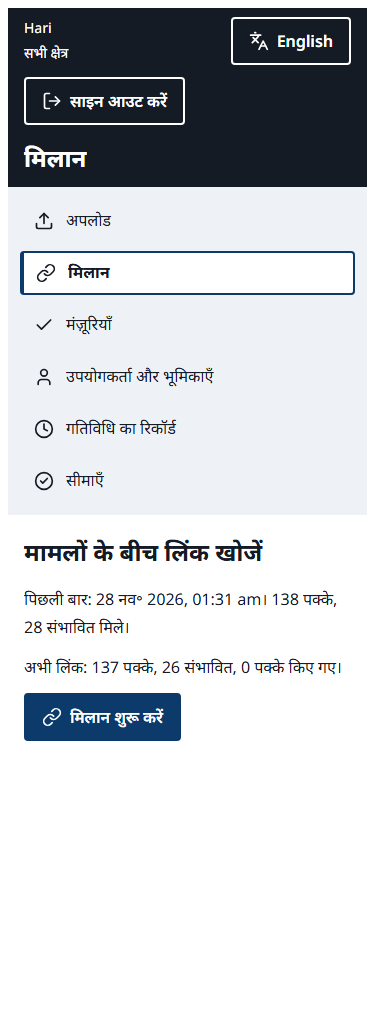 Hari
सभी क्षेत्र
English
साइन आउट करें
मिलान
अपलोड
मिलान
मंज़ूरियाँ
उपयोगकर्ता और भूमिकाएँ
गतिविधि का रिकॉर्ड
सीमाएँ
मामलों के बीच लिंक खोजें
पिछली बार: 28 नव॰ 2026, 01:31 am। 138 पक्के,
28 संभावित मिले।
अभी लिंक: 137 पक्के, 26 संभावित, 0 पक्के किए गए।
मिलान शुरू करें